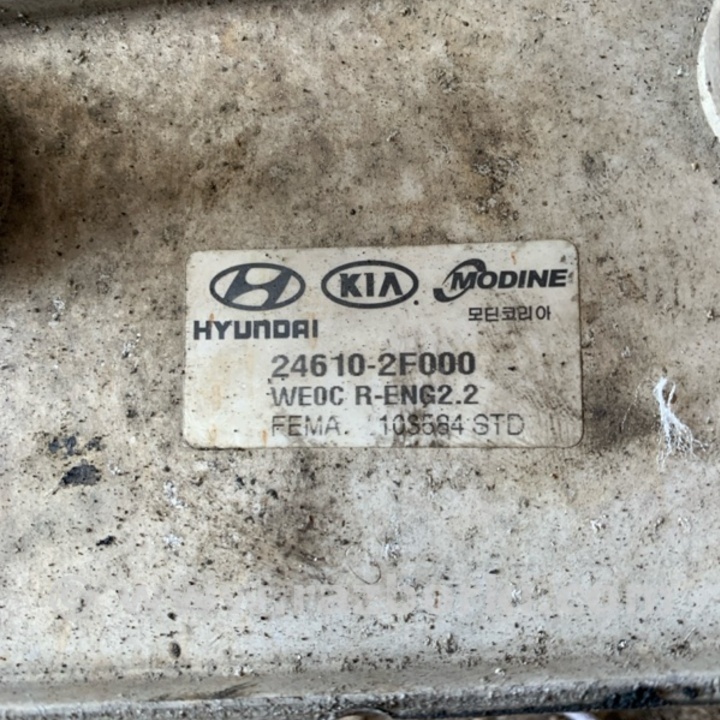 KIA MODINE
HYUNDAI 모딘코리아
24610-2F000
WE0C R-ENG2.2
FEMA. 103584 STD